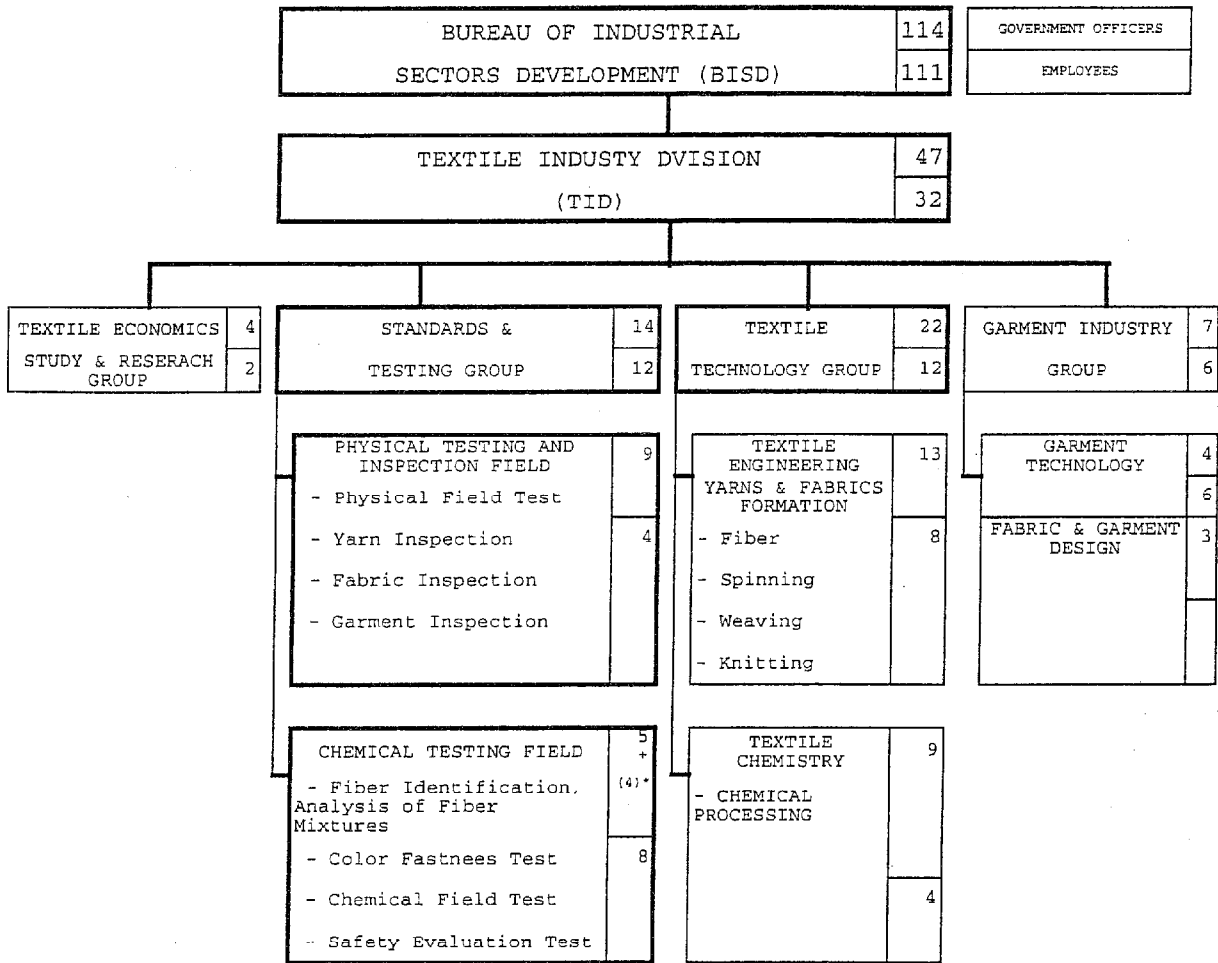 BUREAU OF INDUSTRIAL
SECTORS DEVELOPMENT (BISD)
114
111
GOVERNMENT OFFICERS
EMPLOYEES
TEXTILE INDUSTY DVISION
(TID)
47
32
TEXTILE ECONOMICS
STUDY & RESERACH
GROUP
4
2
STANDARDS &
TESTING GROUP
14
12
TEXTILE
TECHNOLOGY GROUP
22
12
GARMENT INDUSTRY
GROUP
7
6
PHYSICAL TESTING AND
INSPECTION FIELD
- Physical Field Test
- Yarn Inspection
- Fabric Inspection
- Garment Inspection
9
4
TEXTILE
ENGINEERING
YARNS & FABRICS
FORMATION
- Fiber
- Spinning
- Weaving
- Knitting
13
8
GARMENT
TECHNOLOGY
4
6
FABRIC & GARMENT
DESIGN
3
CHEMICAL TESTING FIELD
- Fiber Identification,
Analysis of Fiber
Mixtures
- Color Fastnees Test
- Chemical Field Test
- Safety Evaluation Test
5
+
(4)*
8
TEXTILE
CHEMISTRY
- CHEMICAL
PROCESSING
9
4